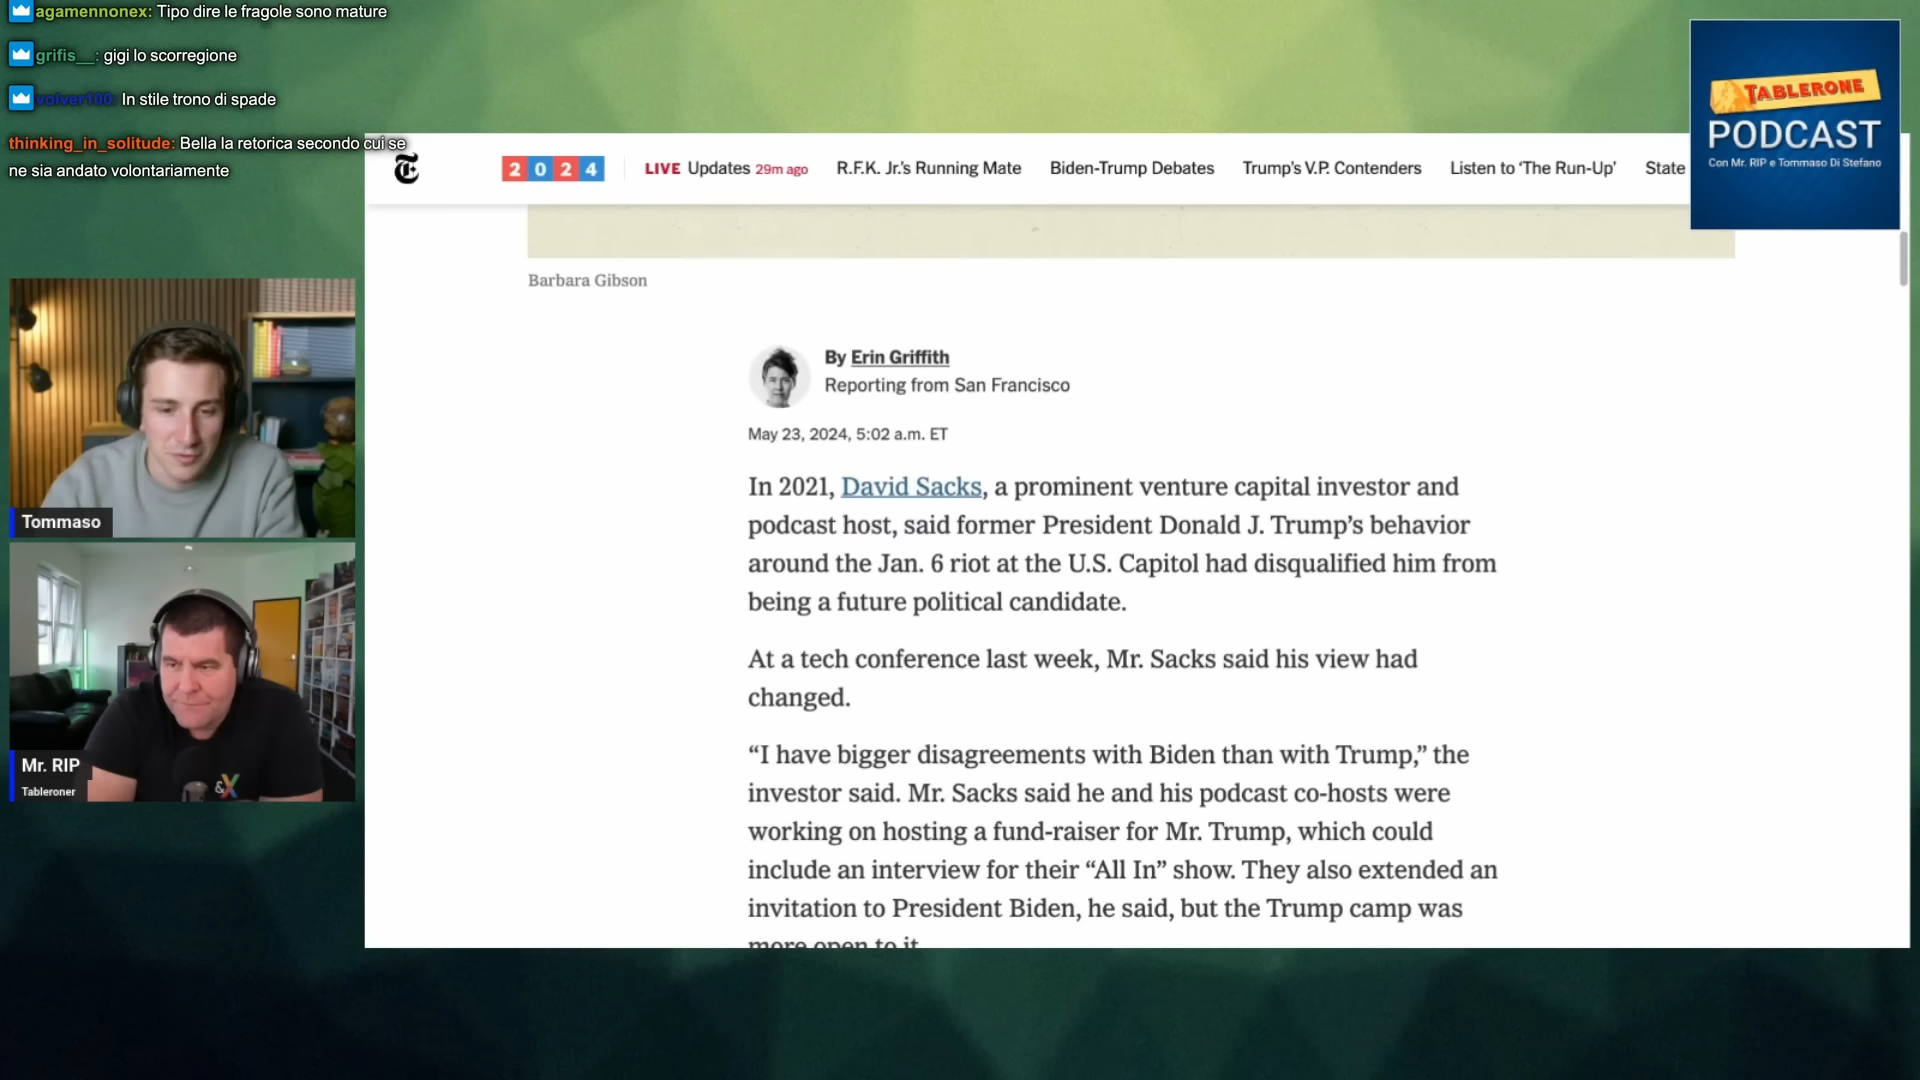 agamennonex: Tipo dire le fragole sono mature
grifis__: gigi lo scorregione
volver100: In stile trono di spade
thinking_in_solitude: Bella la retorica secondo cui se
ne sia andato volontariamente
TABLERONE
PODCAST
Con Mr. RIP e Tommaso Di Stefano
2024
LIVE Updates 29m ago
R.F.K. Jr.’s Running Mate
Biden-Trump Debates
Trump’s V.P. Contenders
Listen to ‘The Run-Up’
State
Barbara Gibson
By Erin Griffith
Reporting from San Francisco
May 23, 2024, 5:02 a.m. ET
In 2021, David Sacks, a prominent venture capital investor and
podcast host, said former President Donald J. Trump’s behavior
around the Jan. 6 riot at the U.S. Capitol had disqualified him from
being a future political candidate.
At a tech conference last week, Mr. Sacks said his view had
changed.
“I have bigger disagreements with Biden than with Trump,” the
investor said. Mr. Sacks said he and his podcast co-hosts were
working on hosting a fund-raiser for Mr. Trump, which could
include an interview for their “All In” show. They also extended an
invitation to President Biden, he said, but the Trump camp was
more open to it.
Tommaso
Mr. RIP
Tableroner
&X